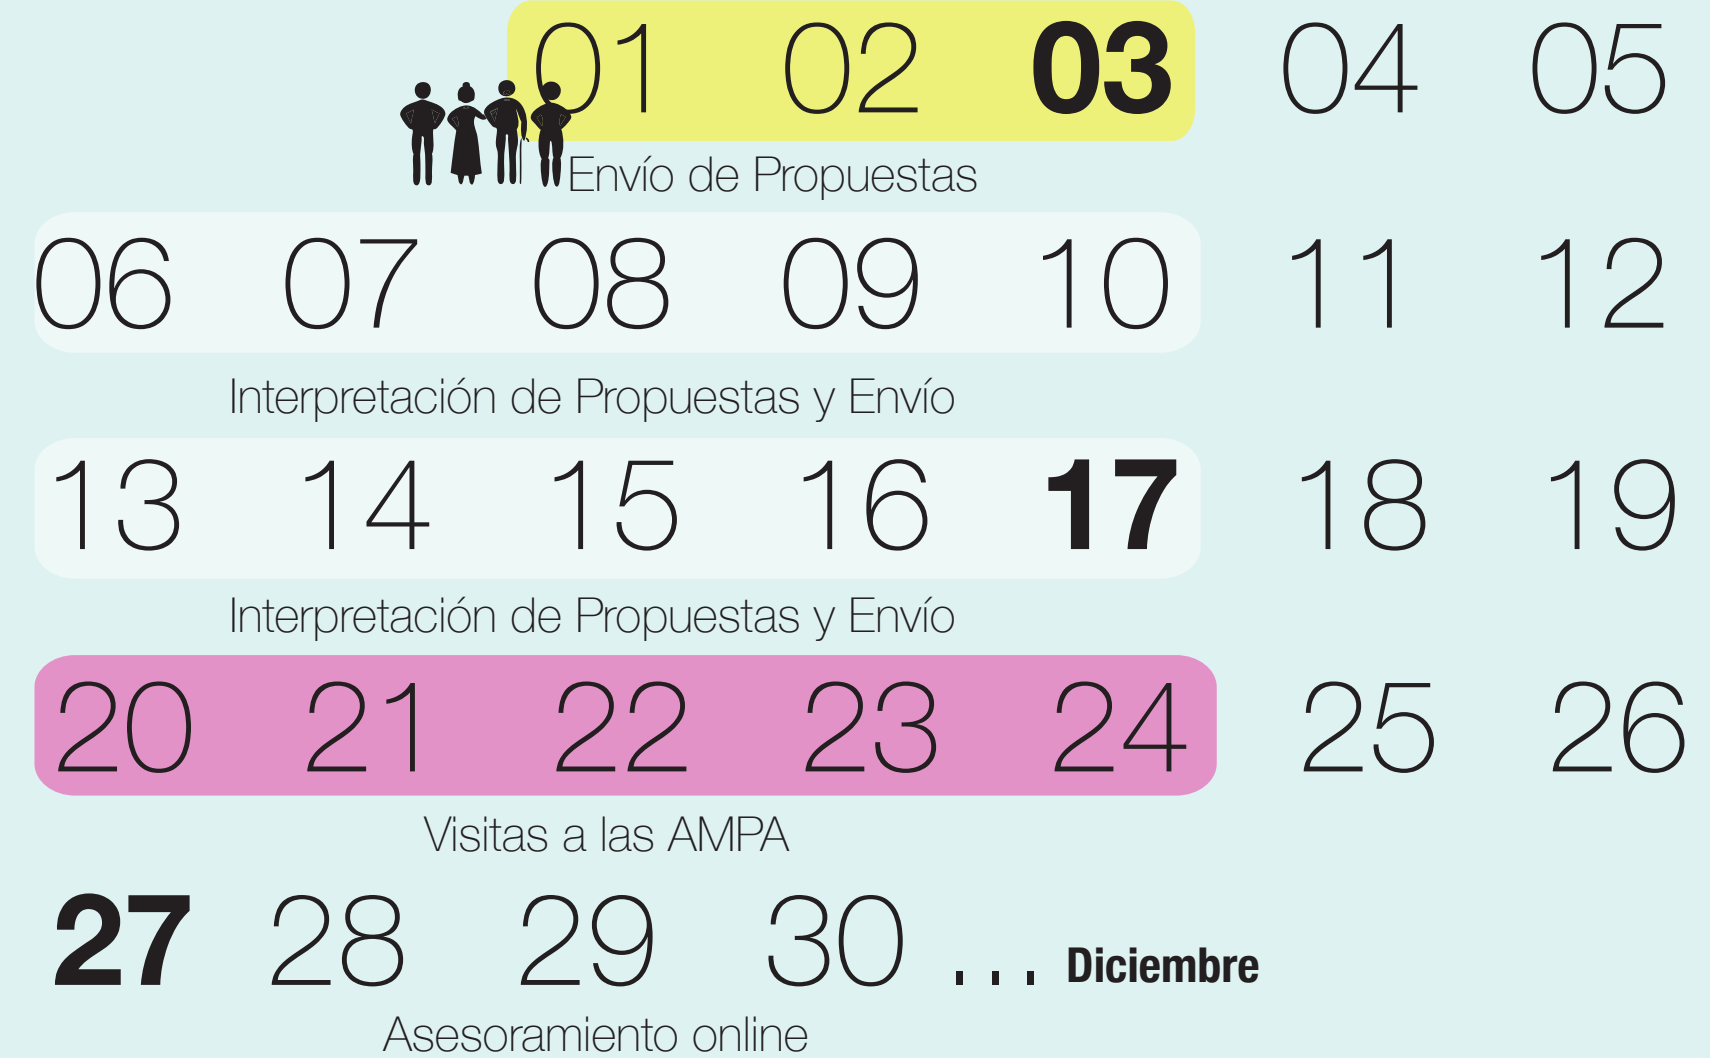 01 02 03 04 05
Envío de Propuestas
06 07 08 09 10 11 12
Interpretación de Propuestas y Envío
13 14 15 16 17 18 19
Interpretación de Propuestas y Envío
20 21 22 23 24 25 26
Visitas a las AMPA
27 28 29 30 ... Diciembre
Asesoramiento online